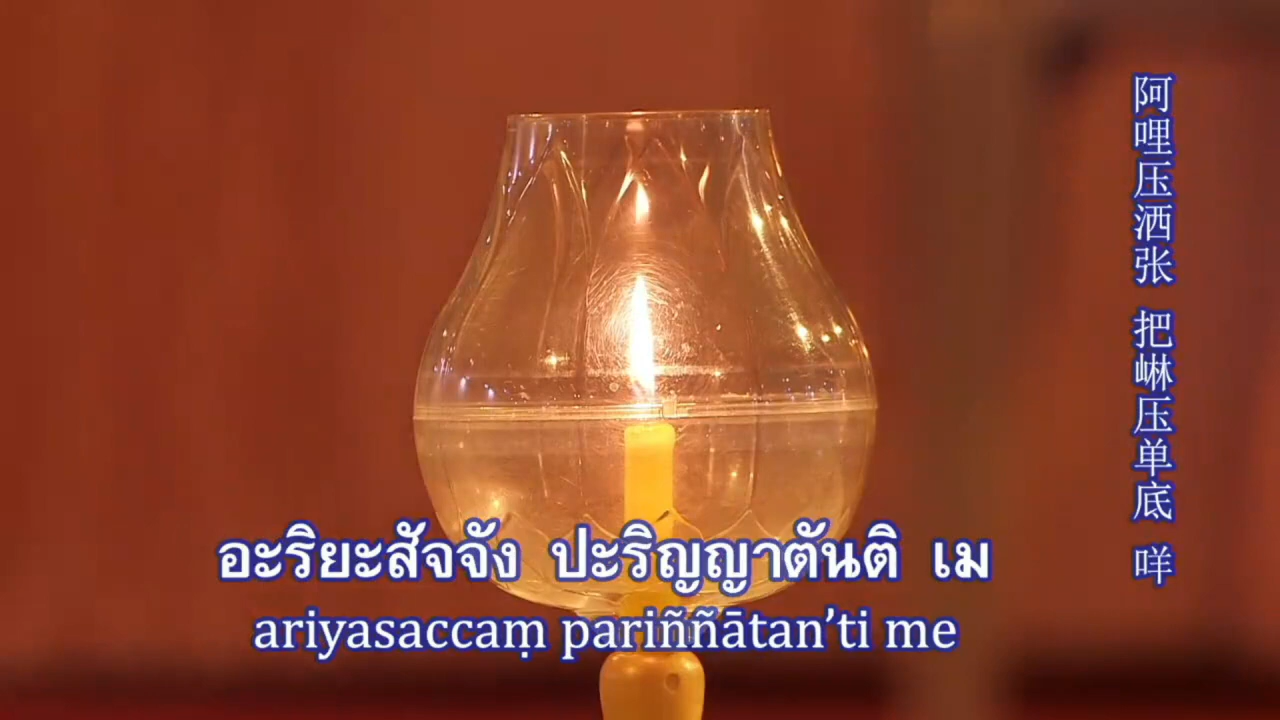 阿哩压洒张 把㟳压单底 咩
อะริยะสัจจัง ปะริญญาตันติ เม
ariyasaccaṃ pariññātan’ti me